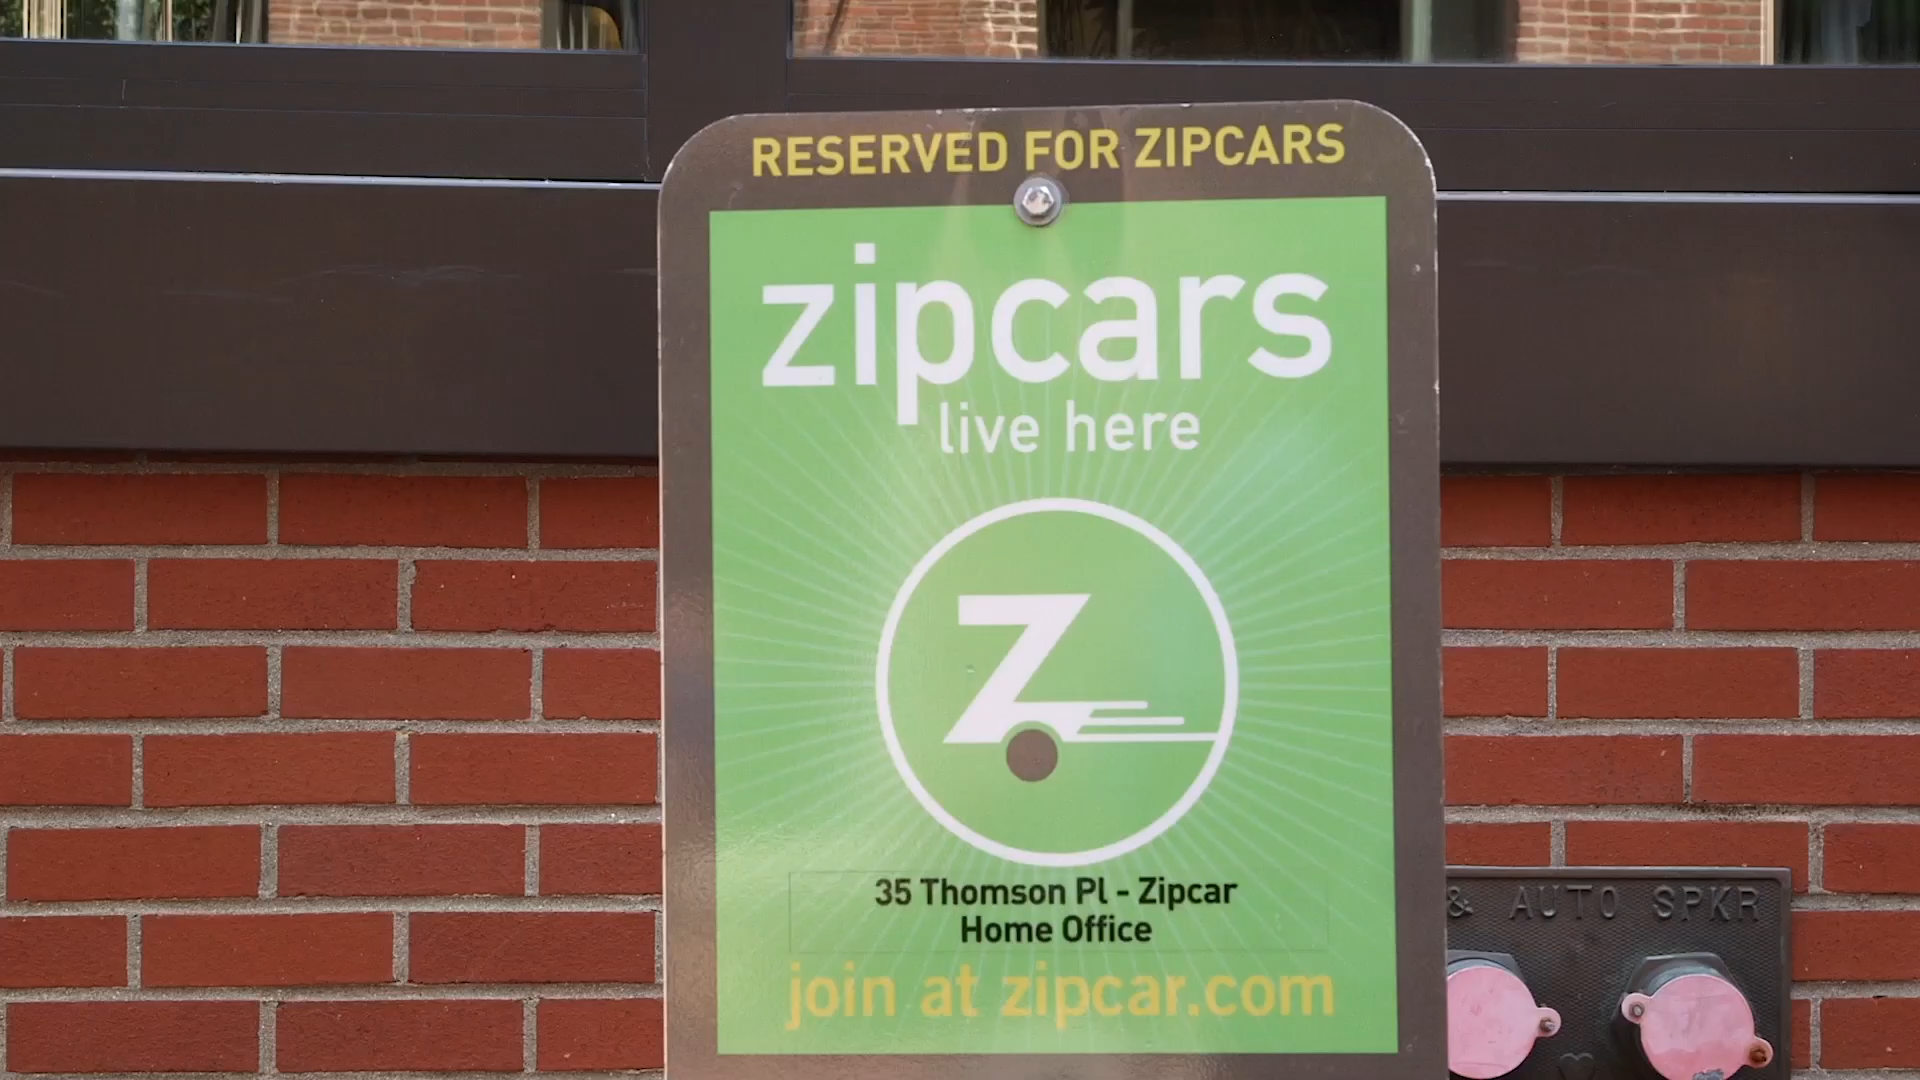 RESERVED FOR ZIPCARS
zipcars
live here
Z
35 Thomson Pl - Zipcar
Home Office
join at zipcar.com
& AUTO SPKR